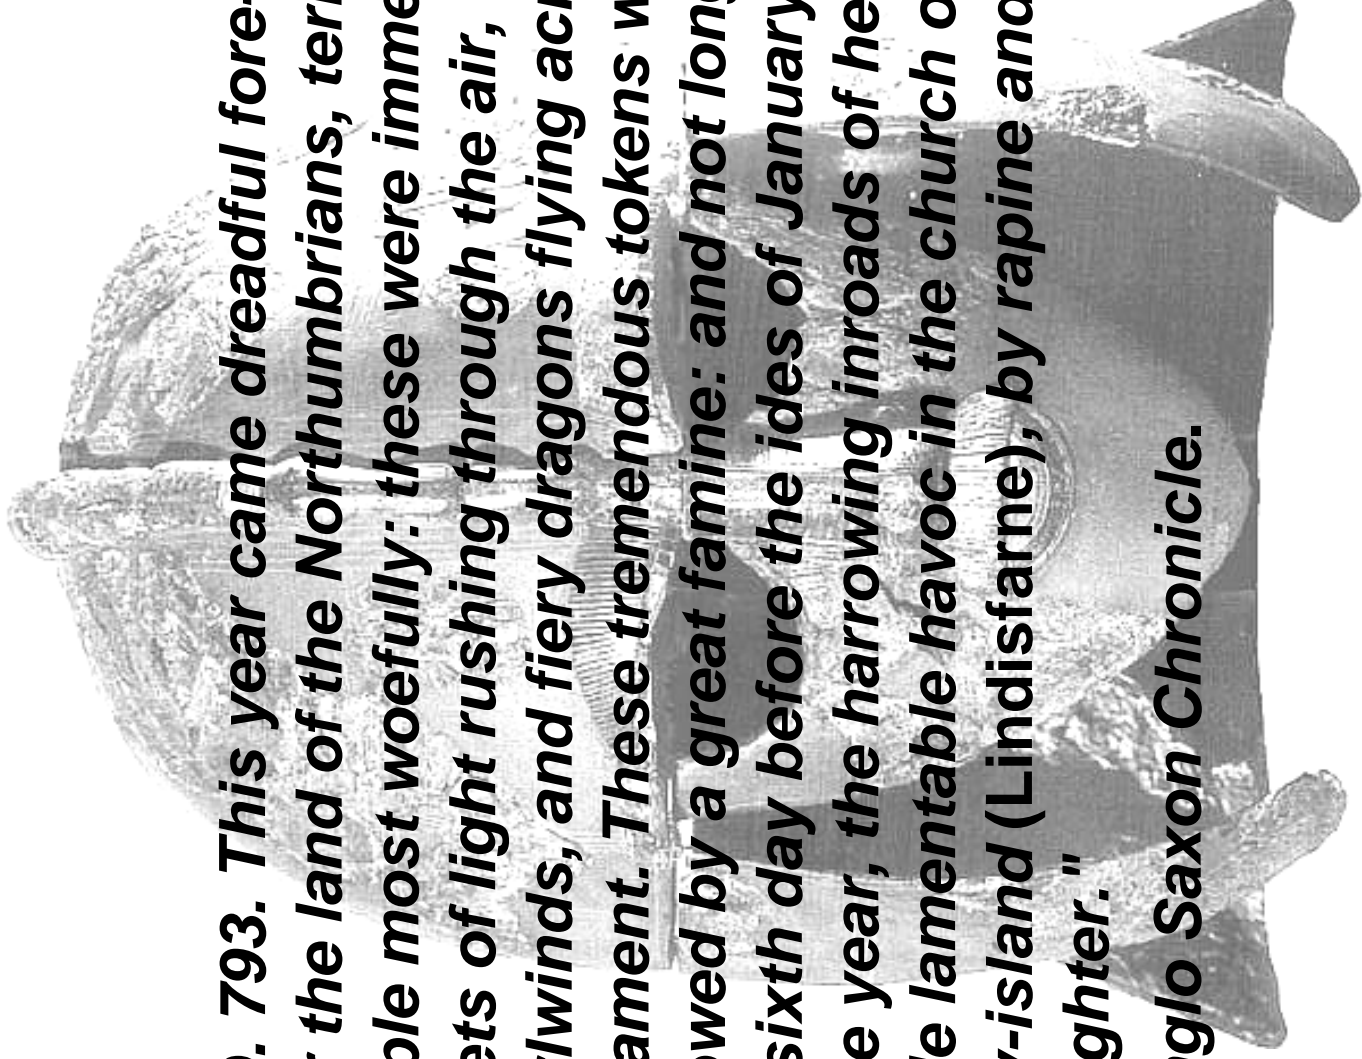 . 793. This year came dreadful fore-
the land of the Northumbrians, terr
ble most woefully: these were imme
ets of light rushing through the air,
lwinds, and fiery dragons flying acr
ament. These tremendous tokens w
owed by a great famine: and not long
sixth day before the ides of January
e year, the harrowing inroads of he
le lamentable havoc in the church o
y-island (Lindisfarne), by rapine and
ghter."
nglo Saxon Chronicle.